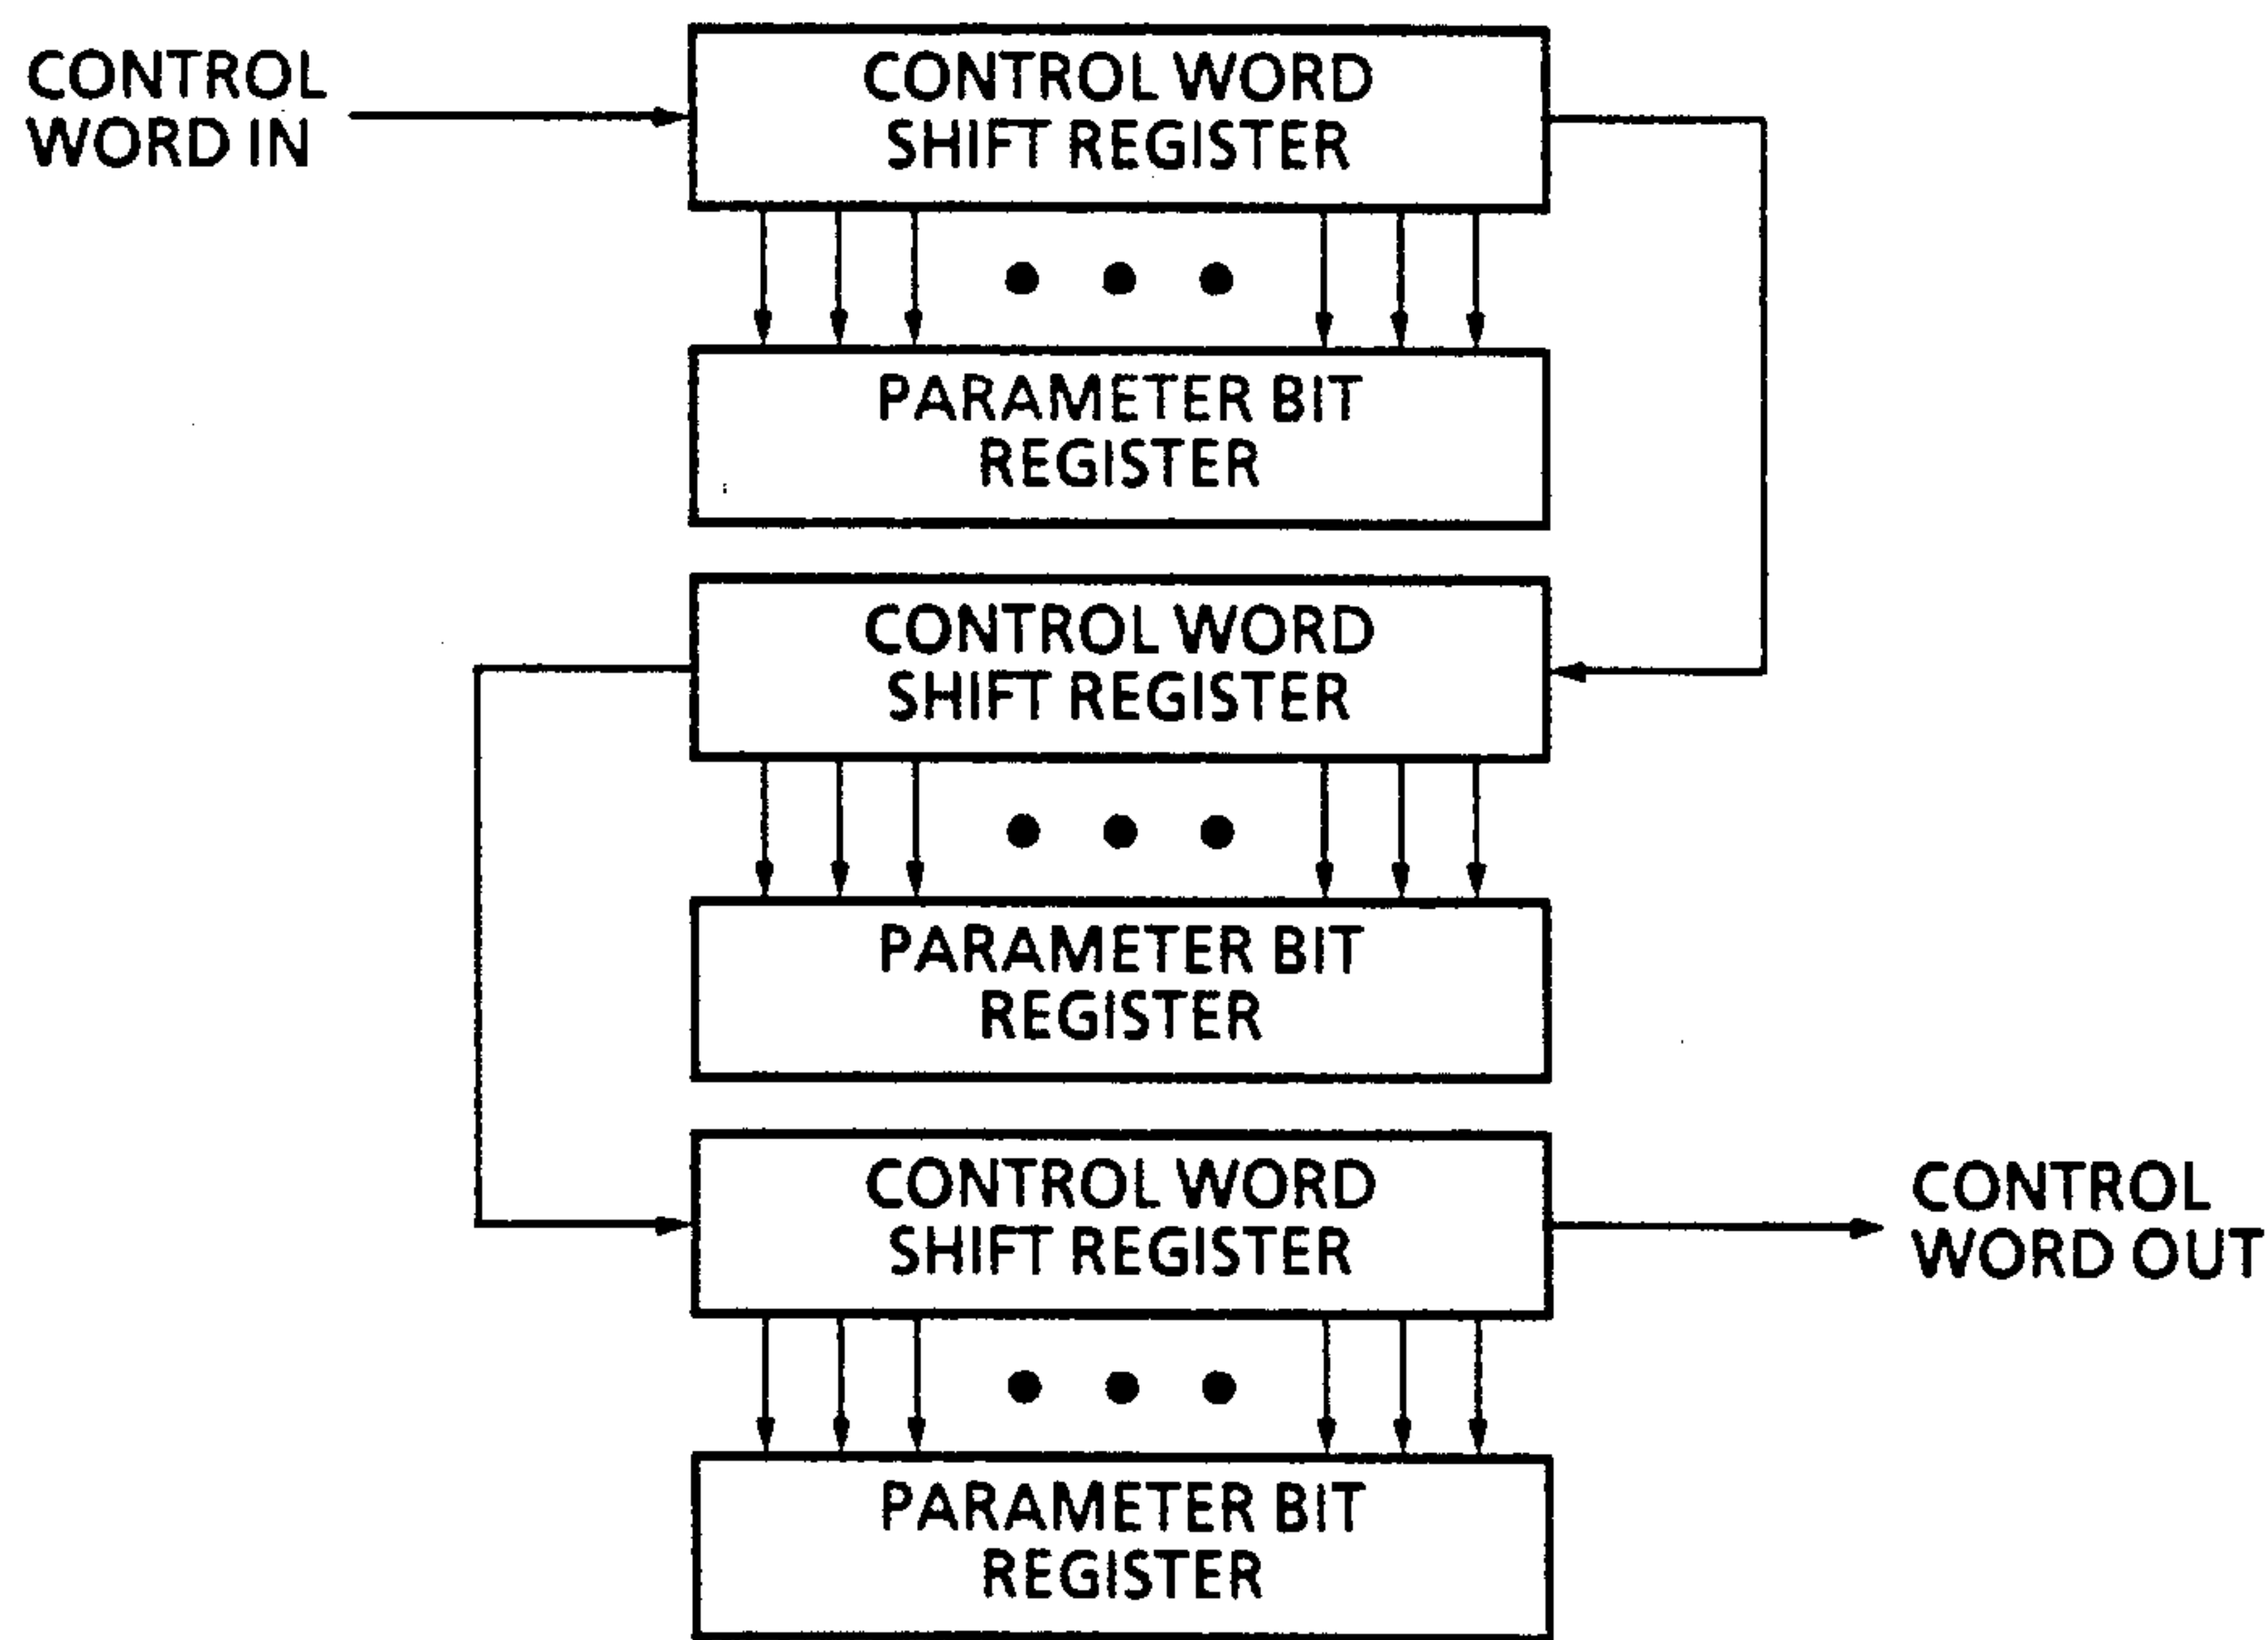 CONTROL
WORD IN
CONTROL WORD
SHIFT REGISTER
PARAMETER BIT
REGISTER
CONTROL WORD
SHIFT REGISTER
PARAMETER BIT
REGISTER
CONTROL WORD
SHIFT REGISTER
CONTROL
WORD OUT
PARAMETER BIT
REGISTER